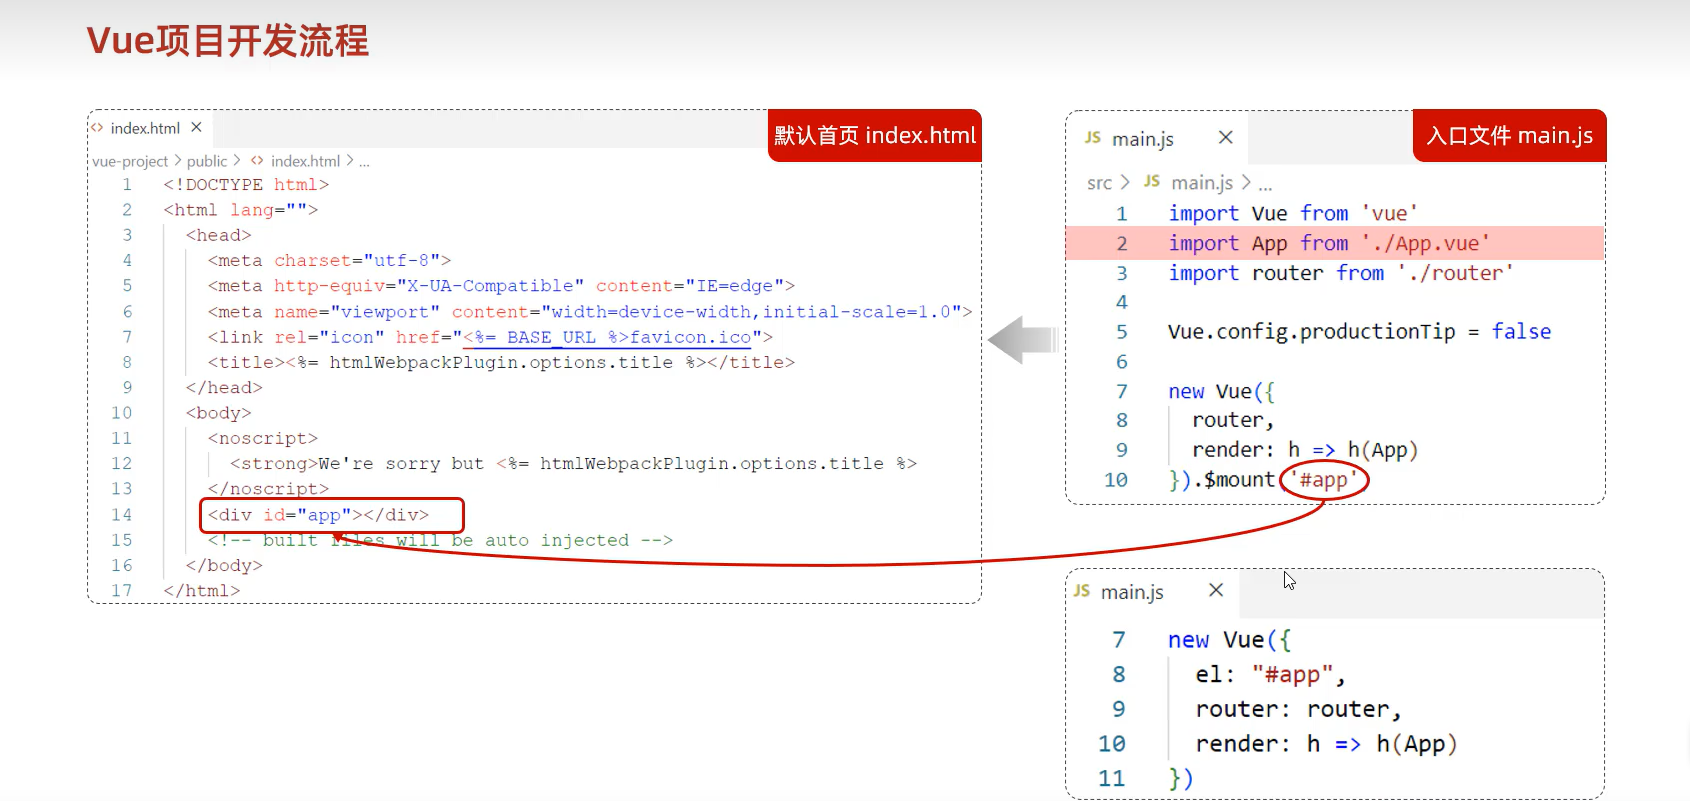 Vue项目开发流程
index.html
默认首页 index.html
vue-project > public > <> index.html > ...
1 <!DOCTYPE html>
2 <html lang="">
3 <head>
4 <meta charset="utf-8">
5 <meta http-equiv="X-UA-Compatible" content="IE=edge">
6 <meta name="viewport" content="width=device-width,initial-scale=1.0">
7 <link rel="icon" href="<%= BASE_URL %>favicon.ico">
8 <title><%= htmlWebpackPlugin.options.title %></title>
9 </head>
10 <body>
11 <noscript>
12 <strong>We're sorry but <%= htmlWebpackPlugin.options.title %>
13 </noscript>
14 <div id="app"></div>
15 <!-- built files will be auto injected -->
16 </body>
17 </html>
JS main.js
入口文件 main.js
src > JS main.js > ...
1 import Vue from 'vue'
2 import App from './App.vue'
3 import router from './router'
4
5 Vue.config.productionTip = false
6
7 new Vue({
8 router,
9 render: h => h(App)
10 }).$mount('#app')
JS main.js
7 new Vue({
8 el: "#app",
9 router: router,
10 render: h => h(App)
11 })